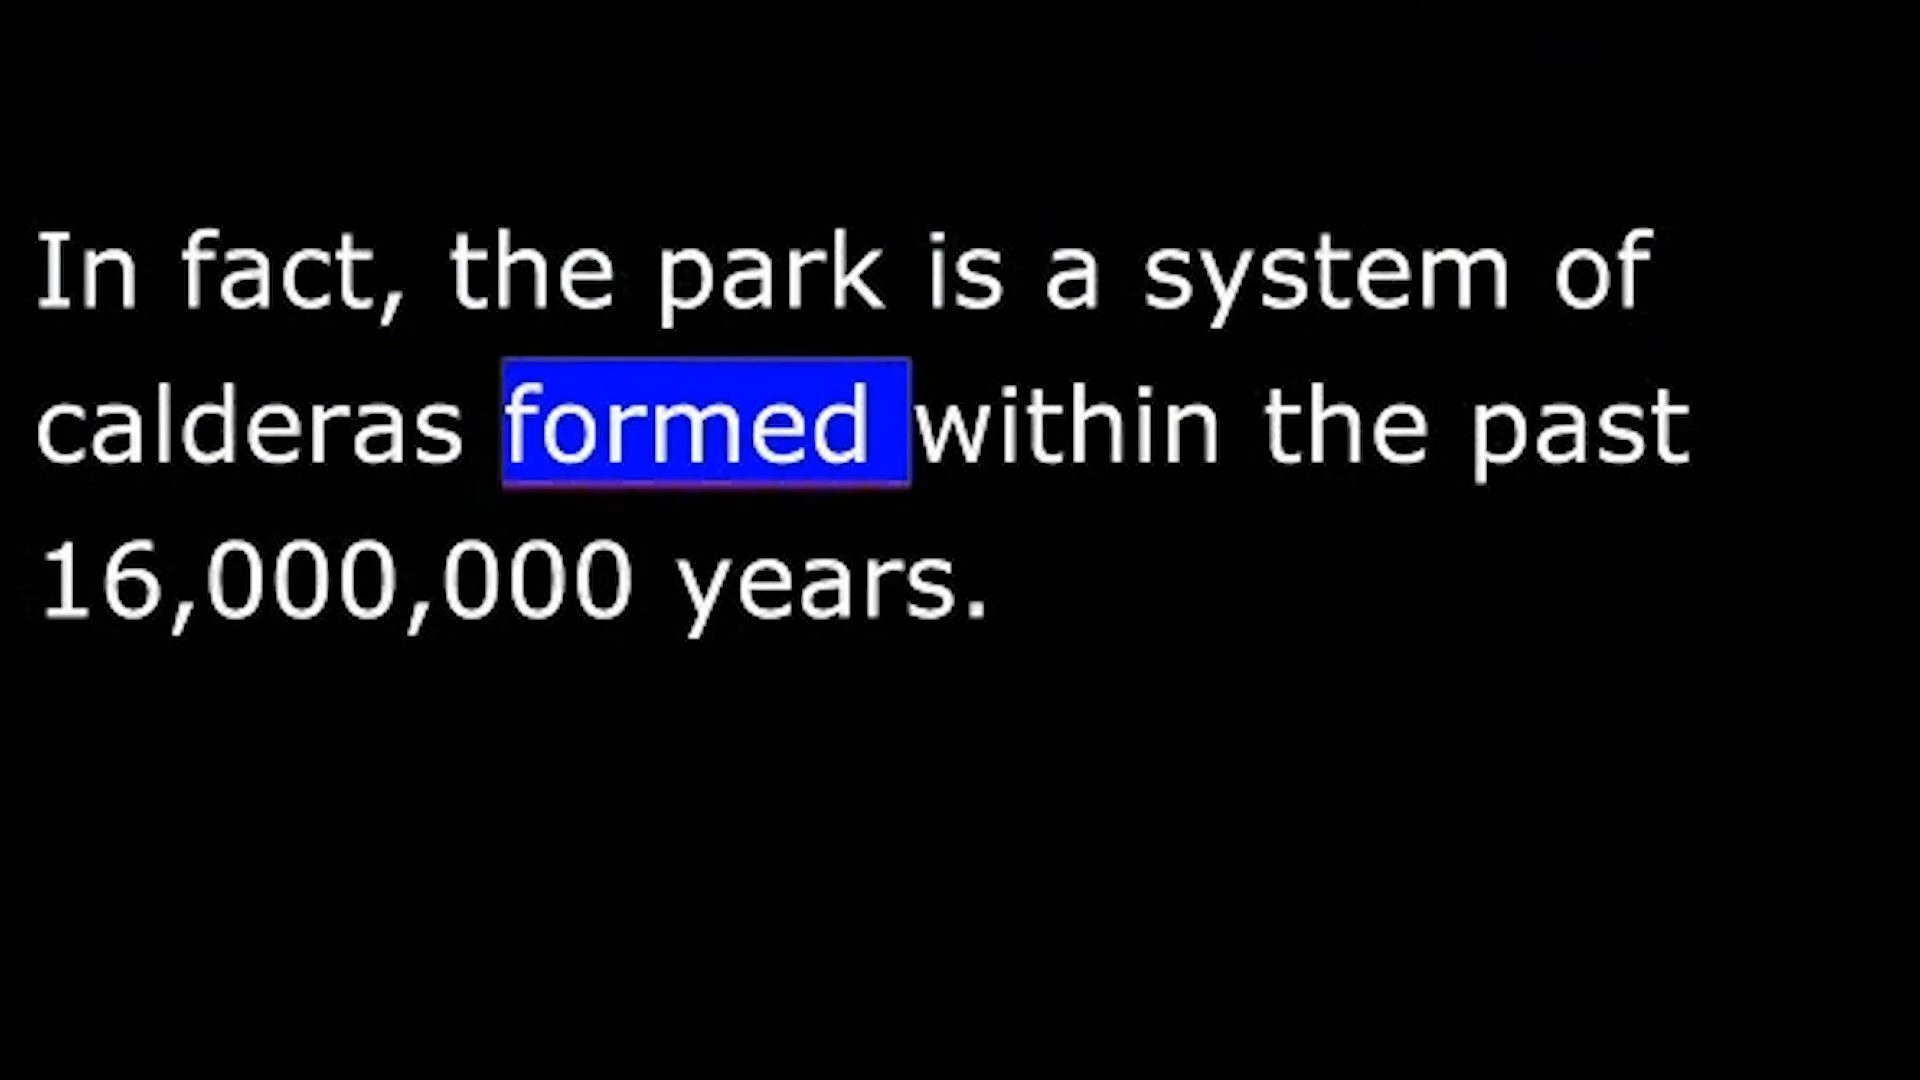 In fact, the park is a system of
calderas formed within the past
16,000,000 years.